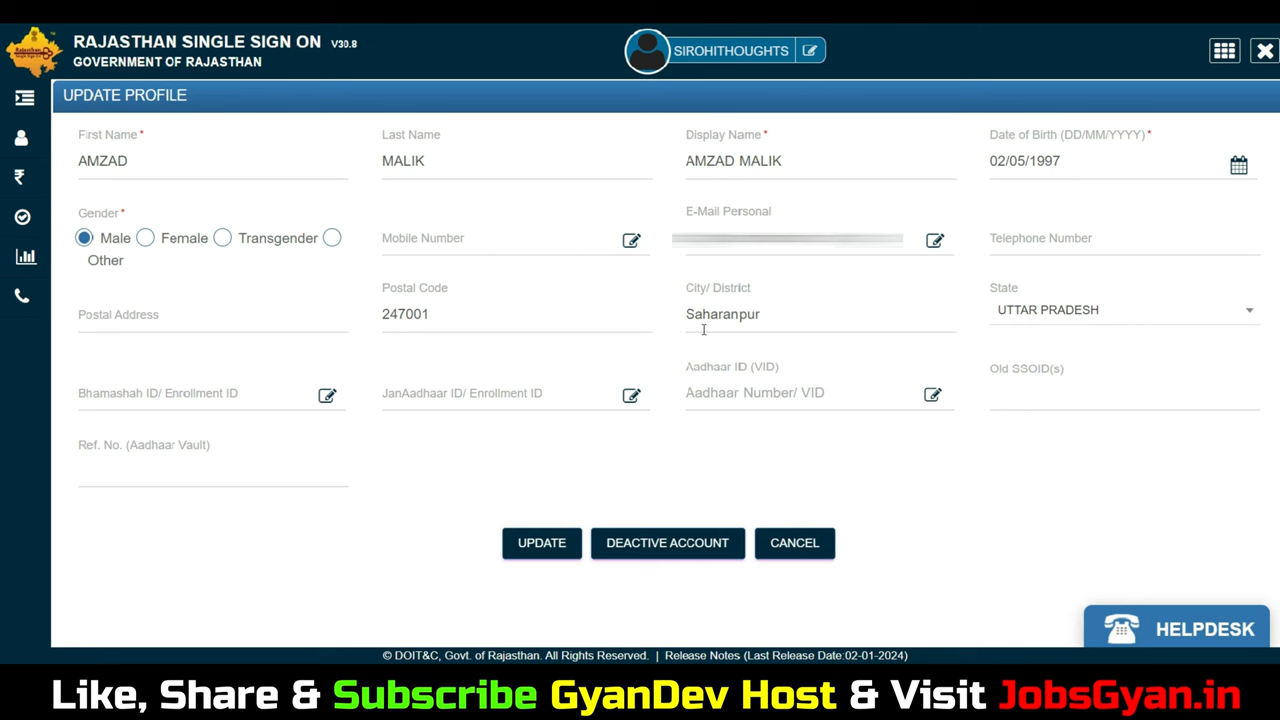 RAJASTHAN SINGLE SIGN ON V30.8
GOVERNMENT OF RAJASTHAN
SIROHITHOUGHTS
UPDATE PROFILE
First Name* Last Name Display Name* Date of Birth (DD/MM/YYYY)*
AMZAD MALIK AMZAD MALIK 02/05/1997
Gender* E-Mail Personal
Male Female Transgender Mobile Number Telephone Number
Other
Postal Code City/ District State
Postal Address 247001 Saharanpur UTTAR PRADESH
Aadhaar ID (VID) Old SSOID(s)
Bhamashah ID/ Enrollment ID JanAadhaar ID/ Enrollment ID Aadhaar Number/ VID
Ref. No. (Aadhaar Vault)
UPDATE DEACTIVE ACCOUNT CANCEL
HELPDESK
© DOIT&C, Govt. of Rajasthan. All Rights Reserved. | Release Notes (Last Release Date:02-01-2024)
Like, Share & Subscribe GyanDev Host & Visit JobsGyan.in